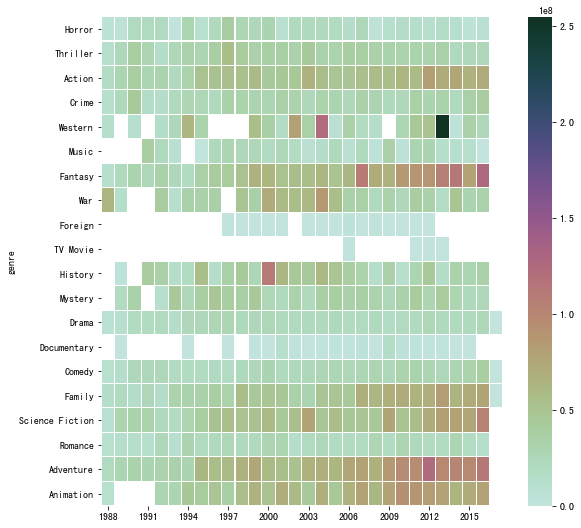 1e8
2.5
2.0
1.5
1.0
0.5
0.0
genre
Horror
Thriller
Action
Crime
Western
Music
Fantasy
War
Foreign
TV Movie
History
Mystery
Drama
Documentary
Comedy
Family
Science Fiction
Romance
Adventure
Animation
1988 1991 1994 1997 2000 2003 2006 2009 2012 2015